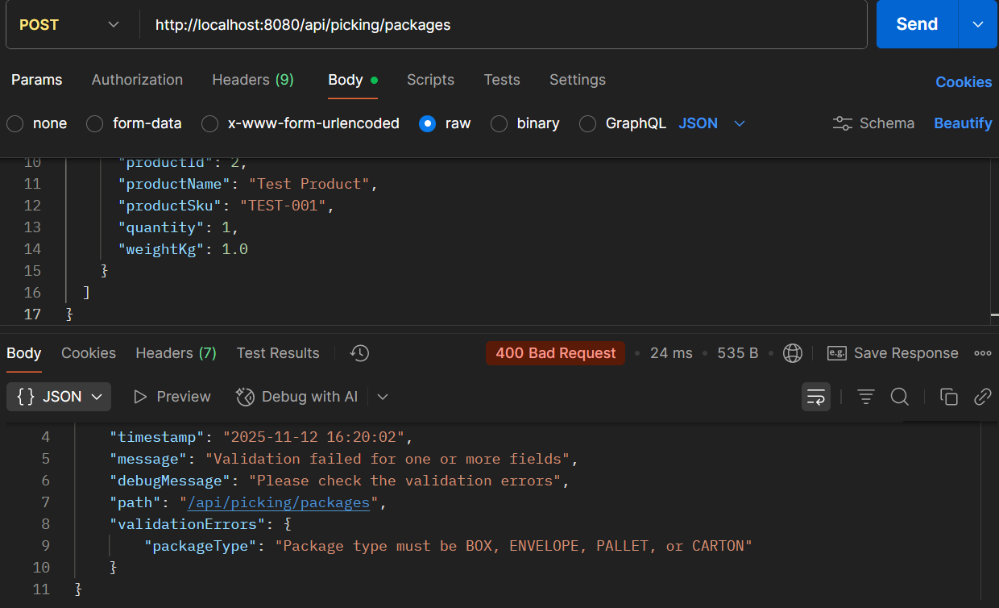 POST http://localhost:8080/api/picking/packages Send
Params Authorization Headers (9) Body Scripts Tests Settings Cookies
none form-data x-www-form-urlencoded raw binary GraphQL JSON Schema Beautify
10 "productId": 2,
11 "productName": "Test Product",
12 "productSku": "TEST-001",
13 "quantity": 1,
14 "weightKg": 1.0
15 }
16 ]
17 }
Body Cookies Headers (7) Test Results 400 Bad Request • 24 ms • 535 B • e.g. Save Response
{} JSON Preview Debug with AI
4 "timestamp": "2025-11-12 16:20:02",
5 "message": "Validation failed for one or more fields",
6 "debugMessage": "Please check the validation errors",
7 "path": "/api/picking/packages",
8 "validationErrors": {
9 "packageType": "Package type must be BOX, ENVELOPE, PALLET, or CARTON"
10 }
11 }